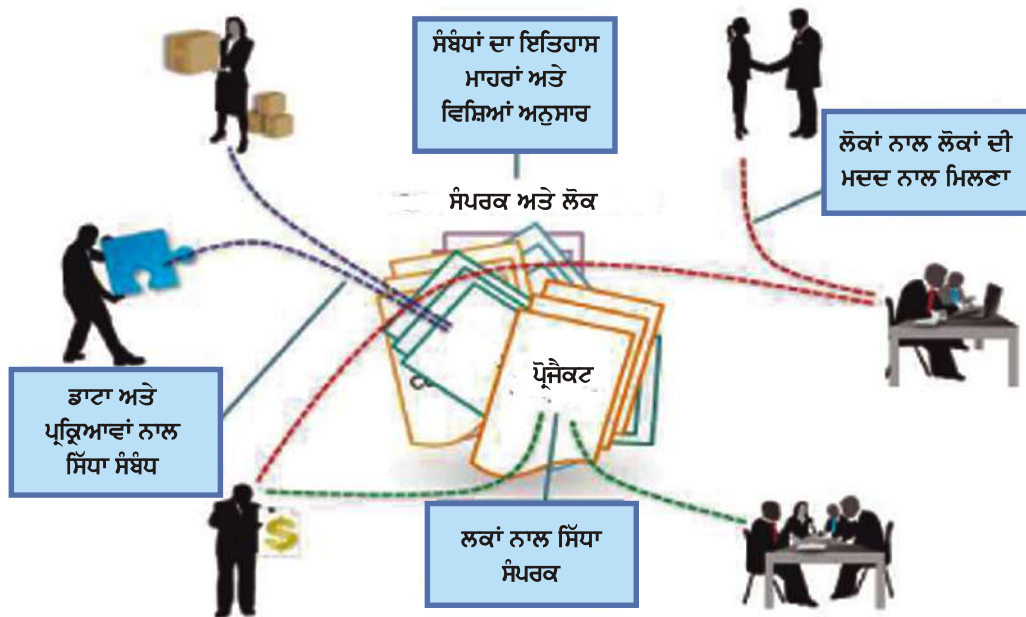 ਸੰਬੰਧਾਂ ਦਾ ਇਤਿਹਾਸ
ਮਾਹਰਾਂ ਅਤੇ
ਵਿਸ਼ਿਆਂ ਅਨੁਸਾਰ
ਲੋਕਾਂ ਨਾਲ ਲੋਕਾਂ ਦੀ
ਮਦਦ ਨਾਲ ਮਿਲਣਾ
ਸੰਪਰਕ ਅਤੇ ਲੋਕ
ਪ੍ਰੋਜੈਕਟ
ਡਾਟਾ ਅਤੇ
ਪ੍ਰਕ੍ਰਿਆਵਾਂ ਨਾਲ
ਸਿੱਧਾ ਸੰਬੰਧ
$
ਲਕਾਂ ਨਾਲ ਸਿੱਧਾ
ਸੰਪਰਕ